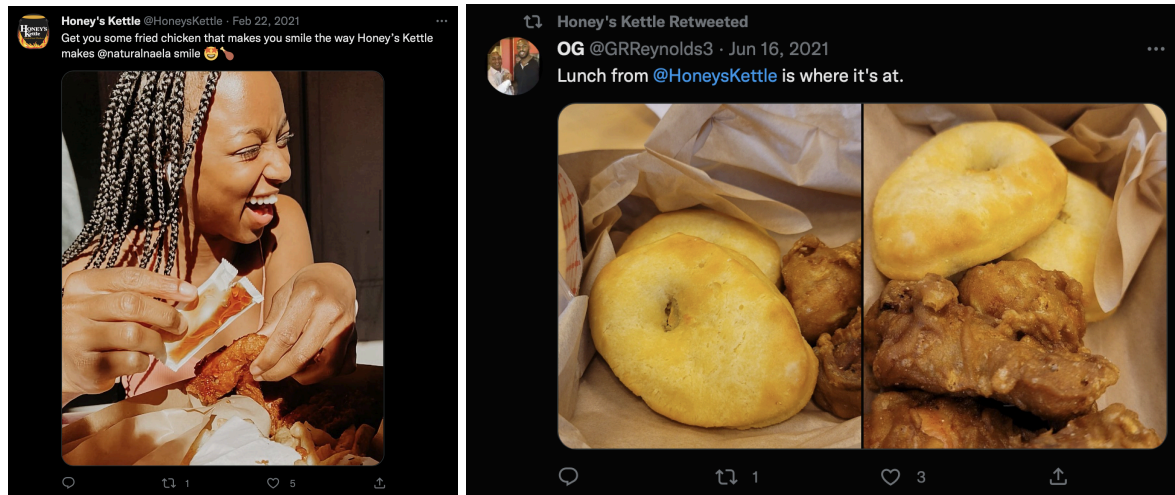 Honey's Kettle @HoneysKettle · Feb 22, 2021
Get you some fried chicken that makes you smile the way Honey's Kettle
makes @naturalnaela smile 🤩🍗
HONEY'S
Kettle
1
5
Honey's Kettle Retweeted
OG @GRReynolds3 · Jun 16, 2021
Lunch from @HoneysKettle is where it's at.
1
3